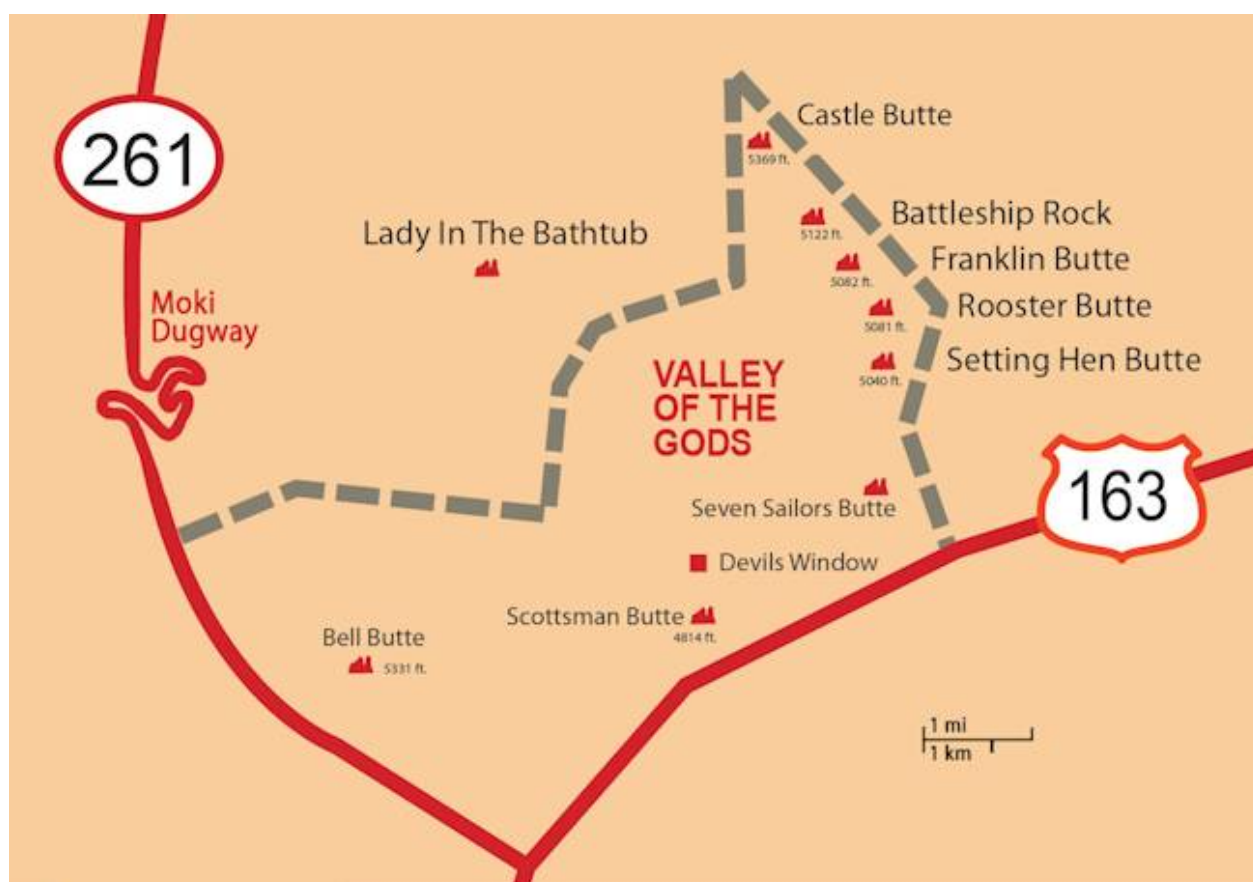 Castle Butte
5369 ft.
261
Battleship Rock
5122 ft.
Lady In The Bathtub
Franklin Butte
5082 ft.
Moki
Dugway
Rooster Butte
5081 ft.
Setting Hen Butte
5040 ft.
VALLEY
OF THE
GODS
163
Seven Sailors Butte
Devils Window
Scottsman Butte
4814 ft.
Bell Butte
5331 ft.
1 mi
1 km